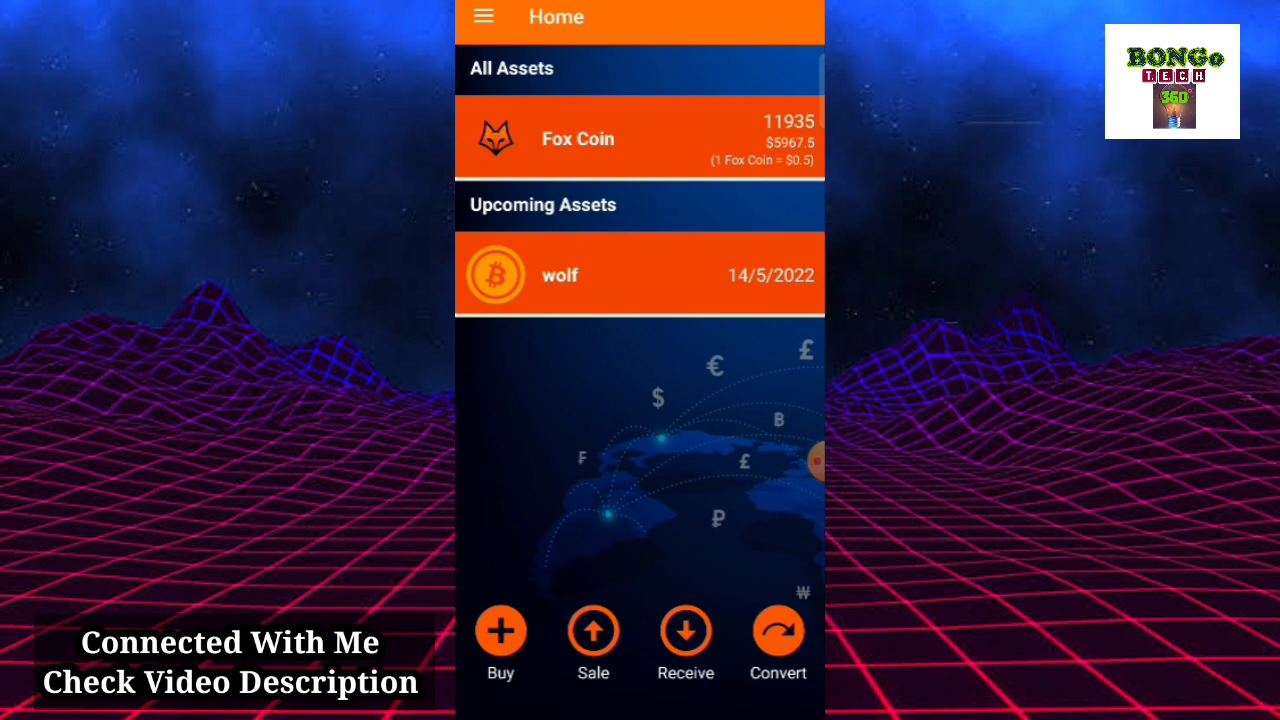 Home
All Assets
Fox Coin
11935
$5967.5
(1 Fox Coin = $0.5)
Upcoming Assets
wolf
14/5/2022
£
€
$
B
₣
£
₽
₩
Buy
Sale
Receive
Convert
BONGo
T.E.C.H
360°
Connected With Me
Check Video Description